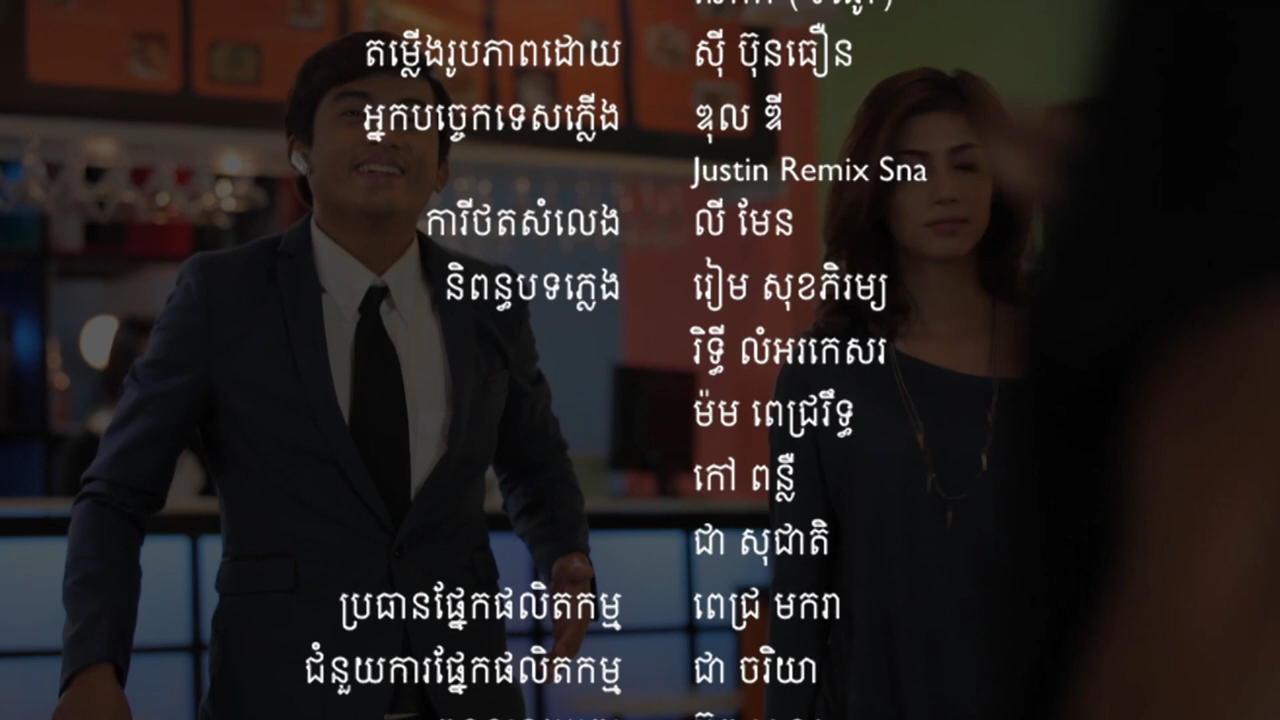 តម្លើងរូបភាពដោយ ស៊ី ប៊ុនធឿន
អ្នកបច្ចេកទេសភ្លើង ឌុល ឌី
Justin Remix Sna
ការីថតសំលេង លី មែន
និពន្ធបទភ្លេង រៀម សុខភិរម្យ
រិទ្ធី លំអរកេសរ
ម៉ម ពេជ្ររឹទ្ធ
កៅ ពន្លឺ
ជា សុជាតិ
ប្រធានផ្នែកផលិតកម្ម ពេជ្រ មករា
ជំនួយការផ្នែកផលិតកម្ម ជា ចរិយា